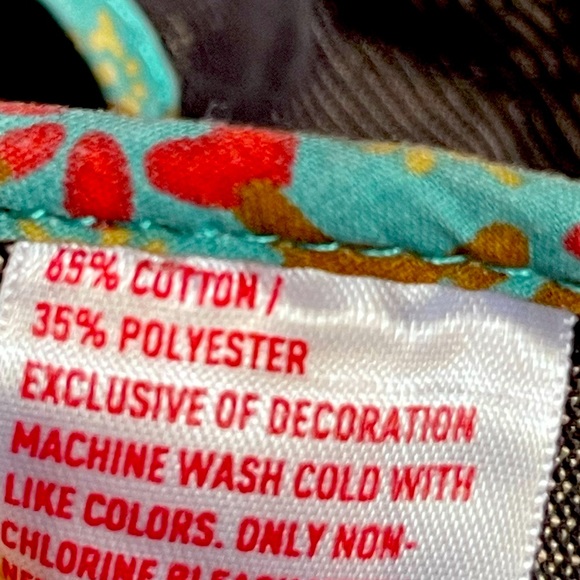 65% COTTON /
35% POLYESTER
EXCLUSIVE OF DECORATION
MACHINE WASH COLD WITH
LIKE COLORS. ONLY NON-
CHLORINE